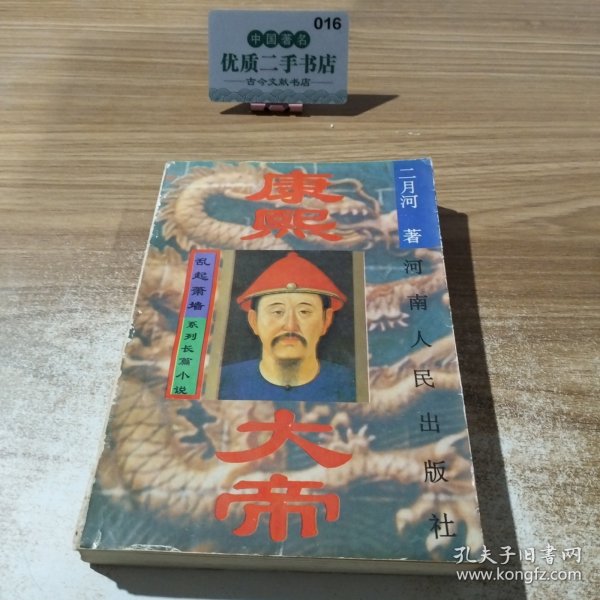 016
中国著名
优质二手书店
古今文献书店
康熙
大帝
二月河 著
河南人民出版社
乱起萧墙
系列长篇小说
孔夫子旧书网
www.kongfz.com